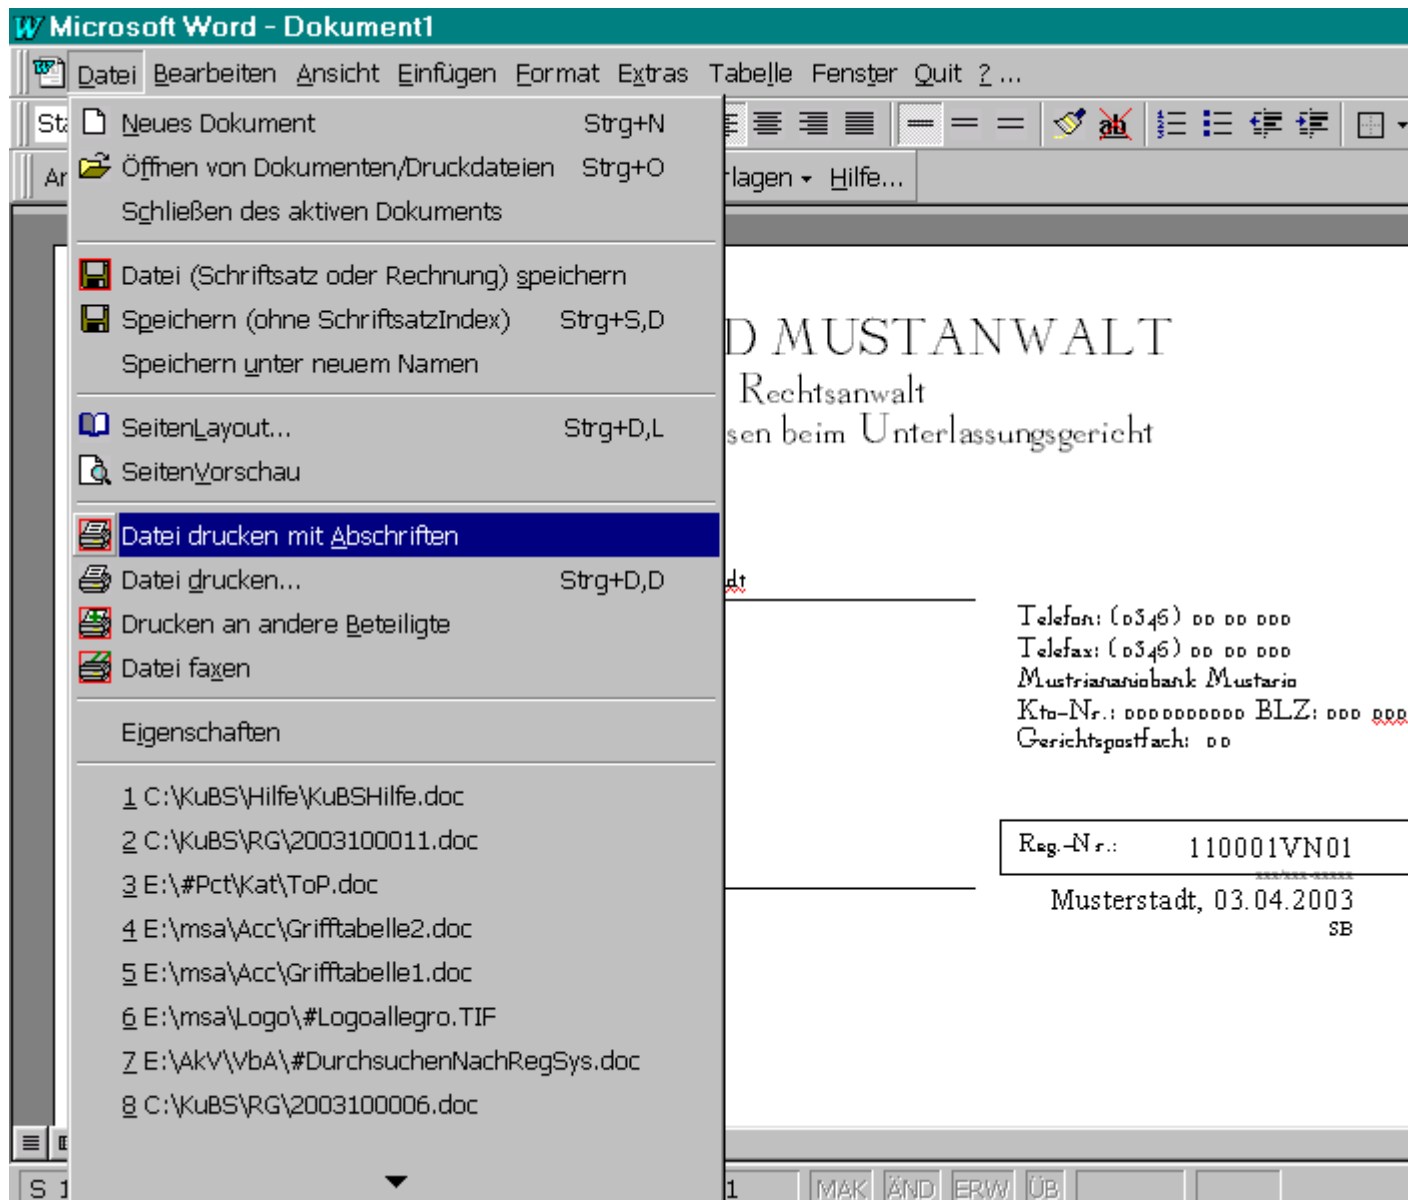 Microsoft Word - Dokument1
Datei Bearbeiten Ansicht Einfügen Format Extras Tabelle Fenster Quit ? ...
Neues Dokument Strg+N
Öffnen von Dokumenten/Druckdateien Strg+O
lagen Hilfe...
Schließen des aktiven Dokuments
Datei (Schriftsatz oder Rechnung) speichern
Speichern (ohne SchriftsatzIndex) Strg+S,D
Speichern unter neuem Namen
D MUSTANWALT
Rechtsanwalt
sen beim Unterlassungsgericht
SeitenLayout... Strg+D,L
SeitenVorschau
Datei drucken mit Abschriften
Datei drucken... Strg+D,D
dt
Drucken an andere Beteiligte
Datei faxen
Eigenschaften
Telefon: (0346) 00 00 000
Telefax: (0346) 00 00 000
Mustriananiobank Mustario
Kto-Nr.: 0000000000 BLZ: 000 000
Gerichtspostfach: 00
1 C:\KuBS\Hilfe\KuBSHilfe.doc
2 C:\KuBS\RG\2003100011.doc
3 E:\#Pct\Kat\ToP.doc
4 E:\msa\Acc\Grifftabelle2.doc
5 E:\msa\Acc\Grifftabelle1.doc
6 E:\msa\Logo\#Logoallegro.TIF
7 E:\AkV\VbA\#DurchsuchenNachRegSys.doc
8 C:\KuBS\RG\2003100006.doc
Reg.-Nr.: 110001VN01
Musterstadt, 03.04.2003
SB
S 1 1 MAK ÄND ERW ÜB